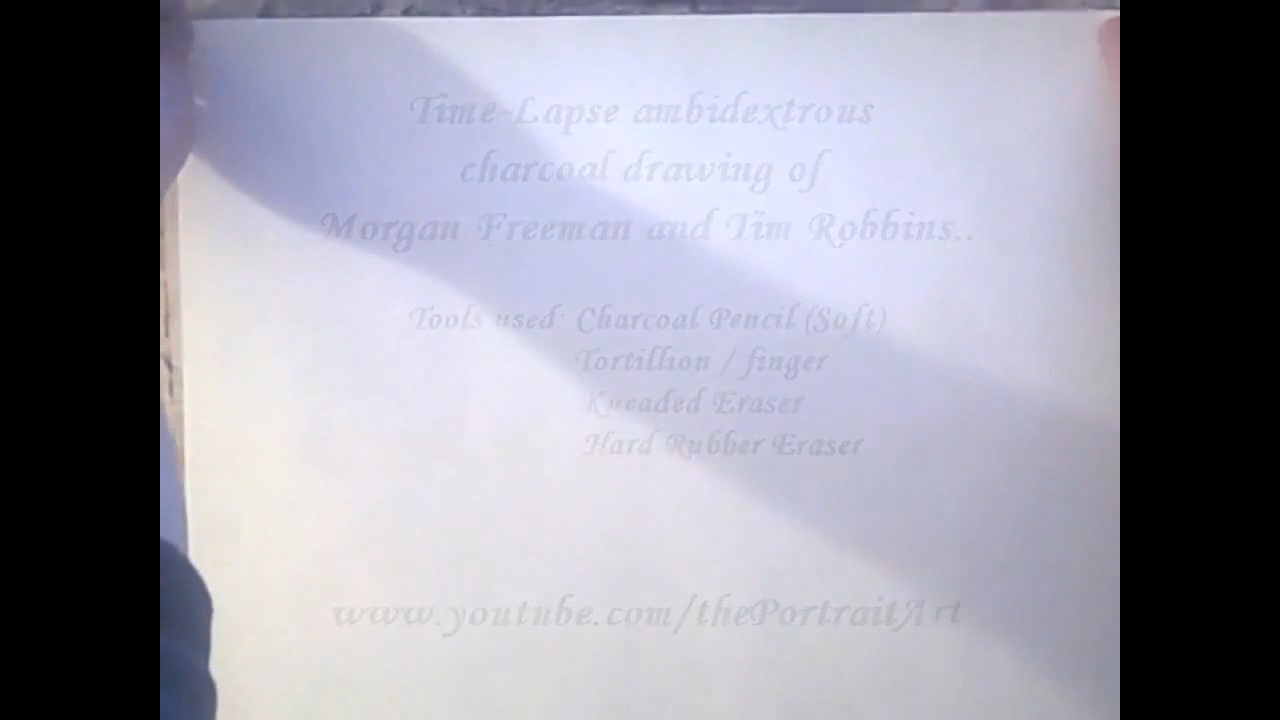 Time-Lapse ambidextrous
charcoal drawing of
Morgan Freeman and Tim Robbins..
Tools used: Charcoal Pencil (Soft)
Tortillion / finger
Kneaded Eraser
Hard Rubber Eraser
www.youtube.com/thePortraitArt